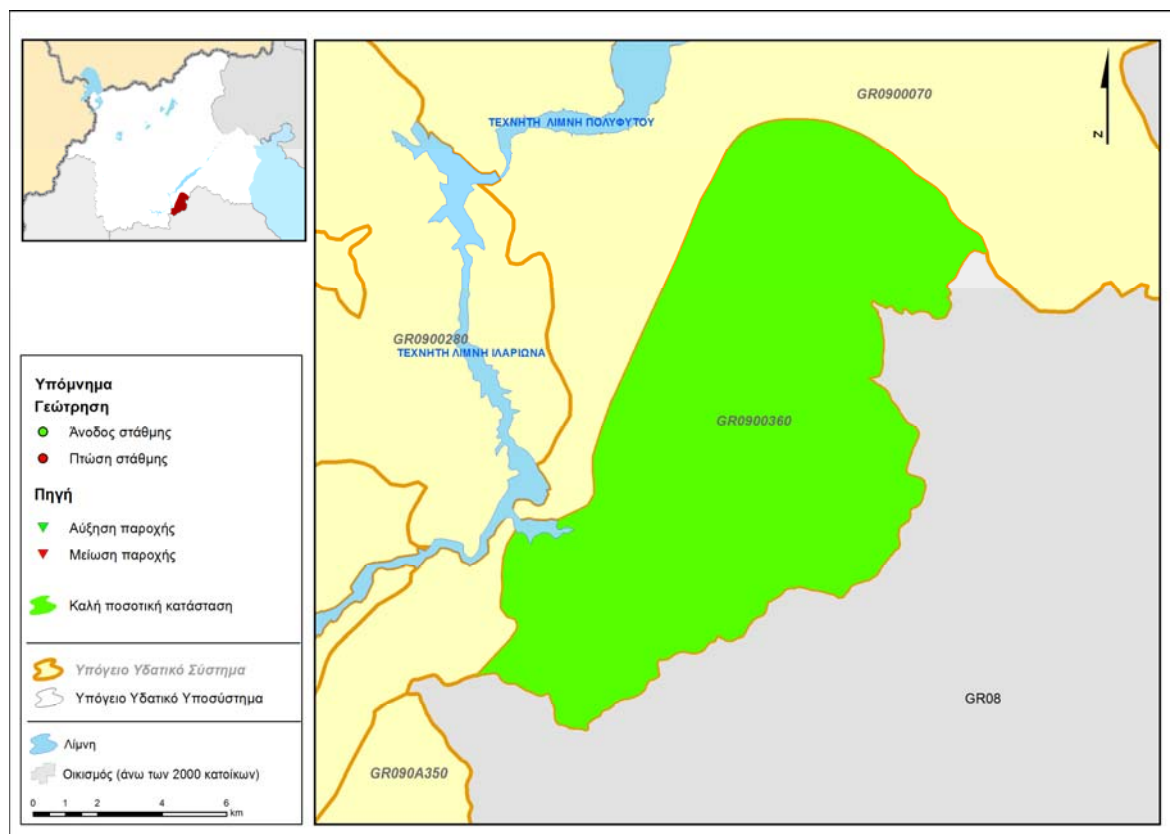 Υπόμνημα
Γεώτρηση
Άνοδος στάθμης
Πτώση στάθμης
Πηγή
Αύξηση παροχής
Μείωση παροχής
Καλή ποσοτική κατάσταση
Υπόγειο Υδατικό Σύστημα
Υπόγειο Υδατικό Υποσύστημα
Λίμνη
Οικισμός (άνω των 2000 κατοίκων)
0 1 2 4 6
km
GR0900070
ΤΕΧΝΗΤΗ ΛΙΜΝΗ ΠΟΛΥΦΥΤΟΥ
Z
GR0900280
ΤΕΧΝΗΤΗ ΛΙΜΝΗ ΙΛΑΡΙΩΝΑ
GR0900360
GR08
GR090A350